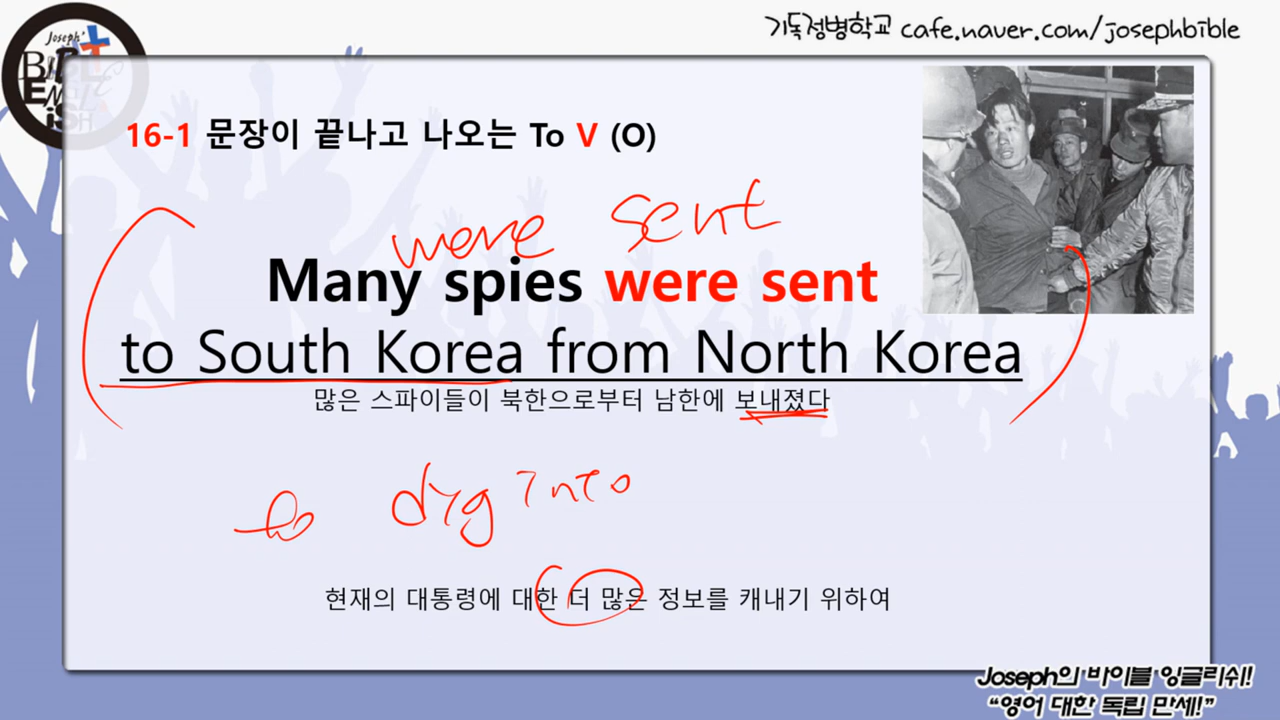 Joseph'
BIBLE
ENGLISH
기독정병학교 cafe.naver.com/josephbible
16-1 문장이 끝나고 나오는 To V (O)
were sent
Many spies were sent
to South Korea from North Korea
많은 스파이들이 북한으로부터 남한에 보내졌다
to dig into
현재의 대통령에 대한 더 많은 정보를 캐내기 위하여
Joseph의 바이블 잉글리쉬!
“영어 대한 독립 만세!”